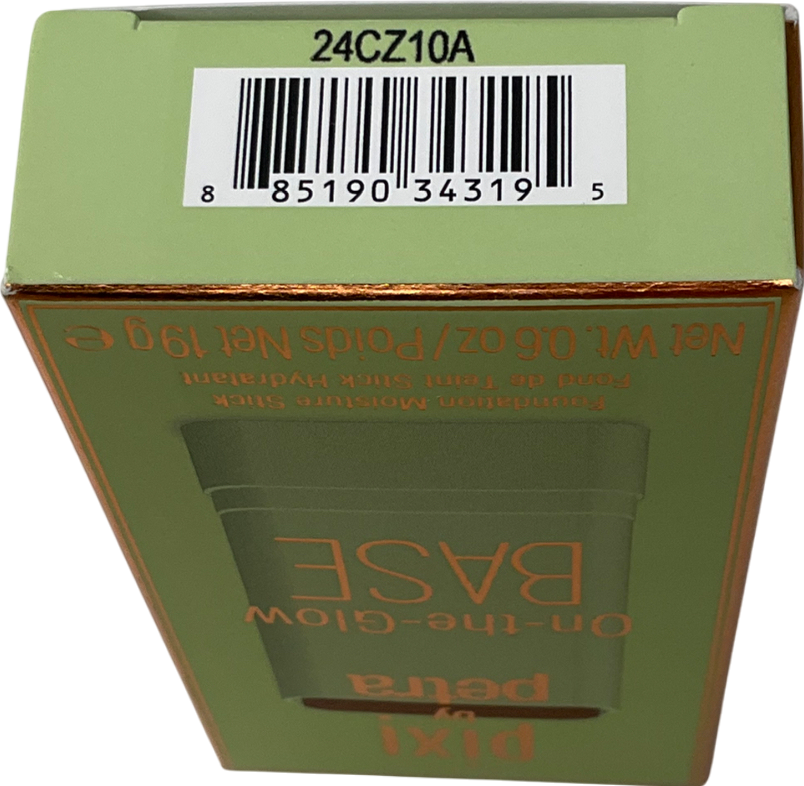 24CZ10A
8 85190 34319 5
pixi
by
petra
On-the-Glow
BASE
Foundation Moisture Stick
Fond de Teint Stick Hydratant
Net Wt. 0.6 oz / Poids Net 19 g ℮